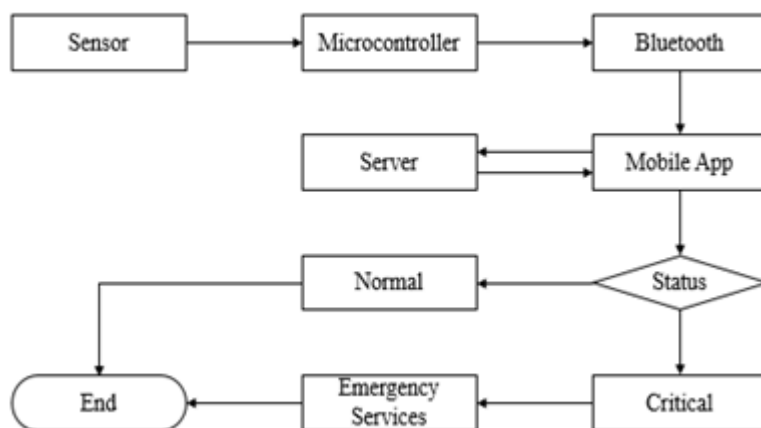 Sensor
Microcontroller
Bluetooth
Server
Mobile App
Normal
Status
End
Emergency
Services
Critical